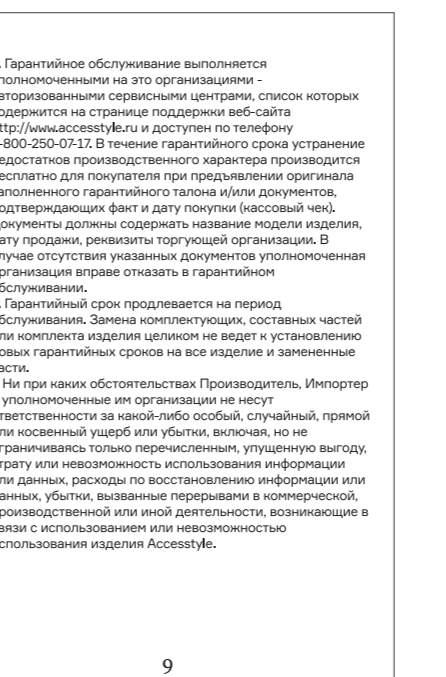 . Гарантийное обслуживание выполняется
полномоченными на это организациями -
вторизованными сервисными центрами, список которых
одержится на странице поддержки веб-сайта
ttp://www.accesstyle.ru и доступен по телефону
-800-250-07-17. В течение гарантийного срока устранение
едостатков производственного характера производится
есплатно для покупателя при предъявлении оригинала
аполненного гарантийного талона и/или документов,
одтверждающих факт и дату покупки (кассовый чек).
окументы должны содержать название модели изделия,
ату продажи, реквизиты торгующей организации. В
лучае отсутствия указанных документов уполномоченная
рганизация вправе отказать в гарантийном
бслуживании.
. Гарантийный срок продлевается на период
бслуживания. Замена комплектующих, составных частей
ли комплекта изделия целиком не ведет к установлению
овых гарантийных сроков на все изделие и замененные
асти.
Ни при каких обстоятельствах Производитель, Импортер
уполномоченные им организации не несут
тветственности за какой-либо особый, случайный, прямой
ли косвенный ущерб или убытки, включая, но не
граничиваясь только перечисленным, упущенную выгоду,
трату или невозможность использования информации
ли данных, расходы по восстановлению информации или
анных, убытки, вызванные перерывами в коммерческой,
роизводственной или иной деятельности, возникающие в
вязи с использованием или невозможностью
спользования изделия Accesstyle.
9